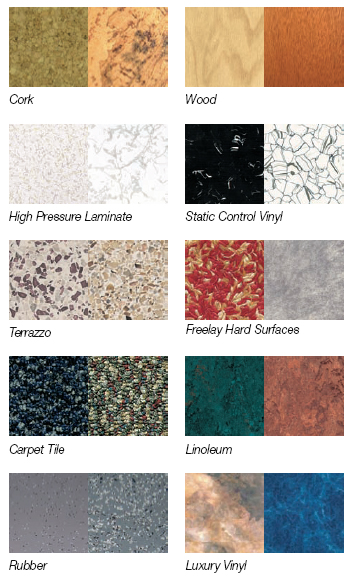 Cork
Wood
High Pressure Laminate
Static Control Vinyl
Terrazzo
Freelay Hard Surfaces
Carpet Tile
Linoleum
Rubber
Luxury Vinyl